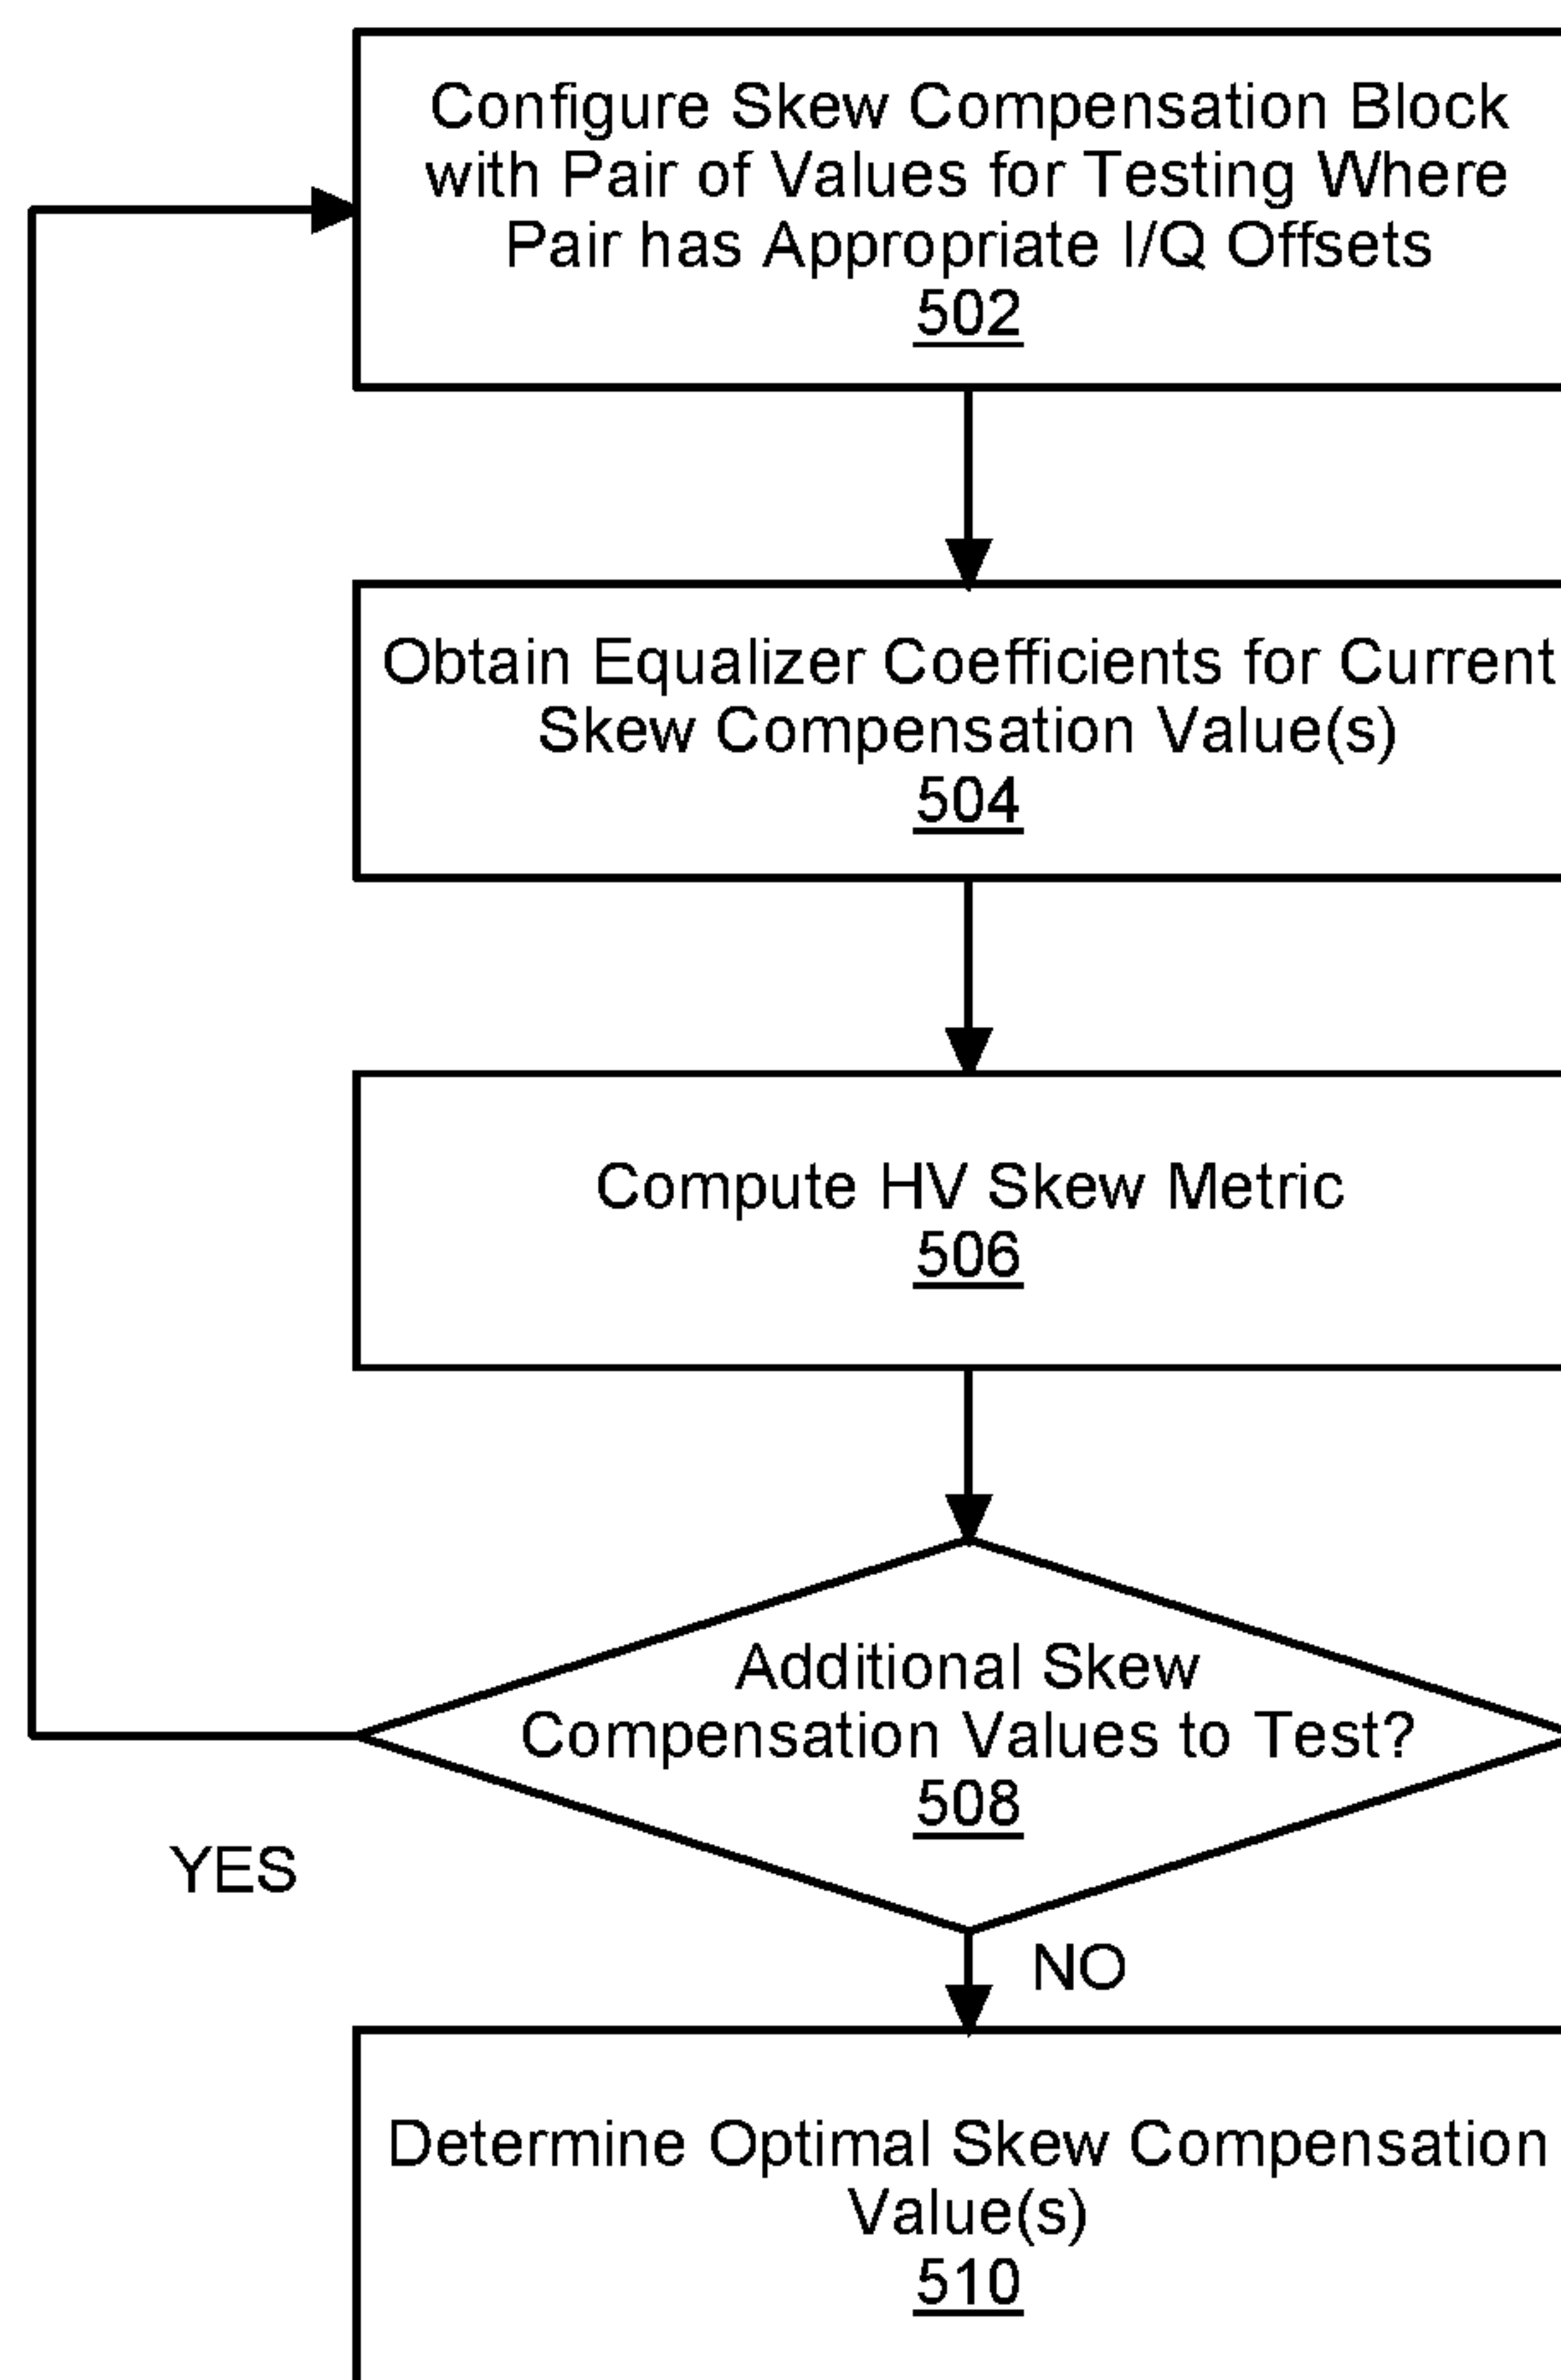 Configure Skew Compensation Block
with Pair of Values for Testing Where
Pair has Appropriate I/Q Offsets
502
Obtain Equalizer Coefficients for Current
Skew Compensation Value(s)
504
Compute HV Skew Metric
506
Additional Skew
Compensation Values to Test?
508
YES
NO
Determine Optimal Skew Compensation
Value(s)
510